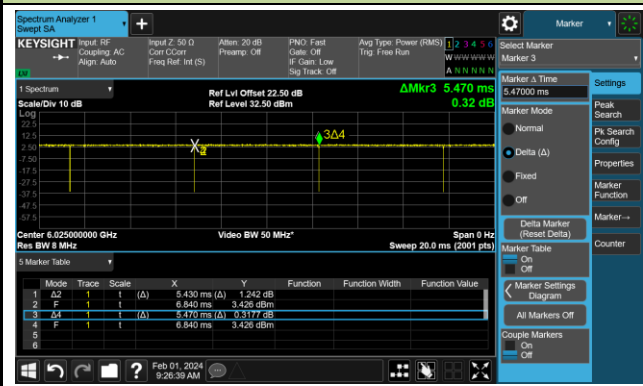 Spectrum Analyzer 1
Swept SA
+
Marker
KEYSIGHT
Input: RF
Coupling: AC
Align: Auto
Input Z: 50 Ω
Corr CCorr
Freq Ref: Int (S)
Atten: 20 dB
Preamp: Off
PNO: Fast
Gate: Off
IF Gain: Low
Sig Track: Off
Avg Type: Power (RMS)
Trig: Free Run
1 2 3 4 5 6
W W W W W W
A N N N N N
LXI
Select Marker
Marker 3
1 Spectrum
Scale/Div 10 dB
Ref Lvl Offset 22.50 dB
Ref Level 32.50 dBm
ΔMkr3 5.470 ms
0.32 dB
Log
22.5
12.5
2.50
-7.50
-17.5
-27.5
-37.5
-47.5
-57.5
3Δ4
Center 6.025000000 GHz
Res BW 8 MHz
Video BW 50 MHz*
Span 0 Hz
Sweep 20.0 ms (2001 pts)
5 Marker Table
Mode Trace Scale X Y Function Function Width Function Value
1 Δ2 1 t (Δ) 5.430 ms (Δ) 1.242 dB
2 F 1 t 6.840 ms 3.426 dBm
3 Δ4 1 t (Δ) 5.470 ms (Δ) 0.3177 dB
4 F 1 t 6.840 ms 3.426 dBm
5
6
Marker Δ Time
5.47000 ms
Marker Mode
Normal
Delta (Δ)
Fixed
Off
Delta Marker
(Reset Delta)
Marker Table
On
Off
Marker Settings
Diagram
All Markers Off
Couple Markers
On
Off
Settings
Peak
Search
Pk Search
Config
Properties
Marker
Function
Marker→
Counter
?
Feb 01, 2024
9:26:39 AM